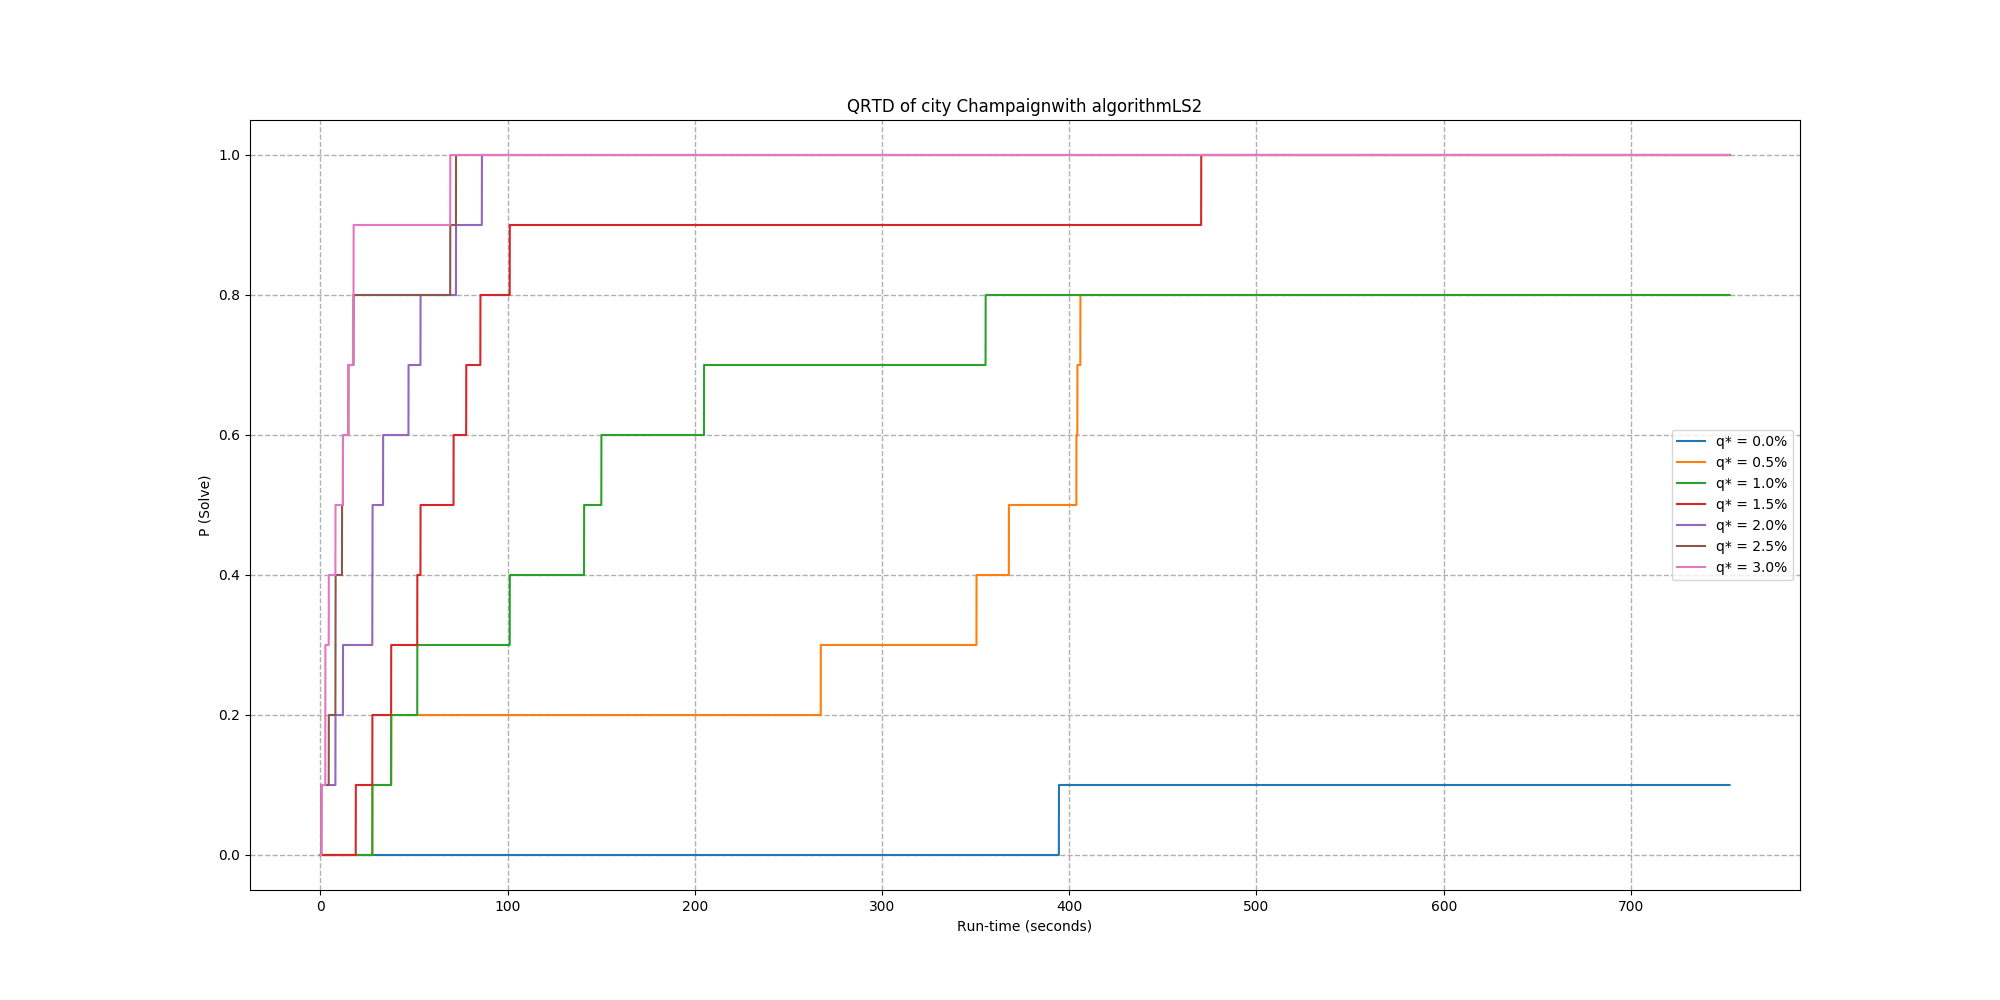 QRTD of city Champaignwith algorithmLS2
1.0
0.8
0.6
0.4
0.2
0.0
P (Solve)
q* = 0.0%
q* = 0.5%
q* = 1.0%
q* = 1.5%
q* = 2.0%
q* = 2.5%
q* = 3.0%
0 100 200 300 400 500 600 700
Run-time (seconds)